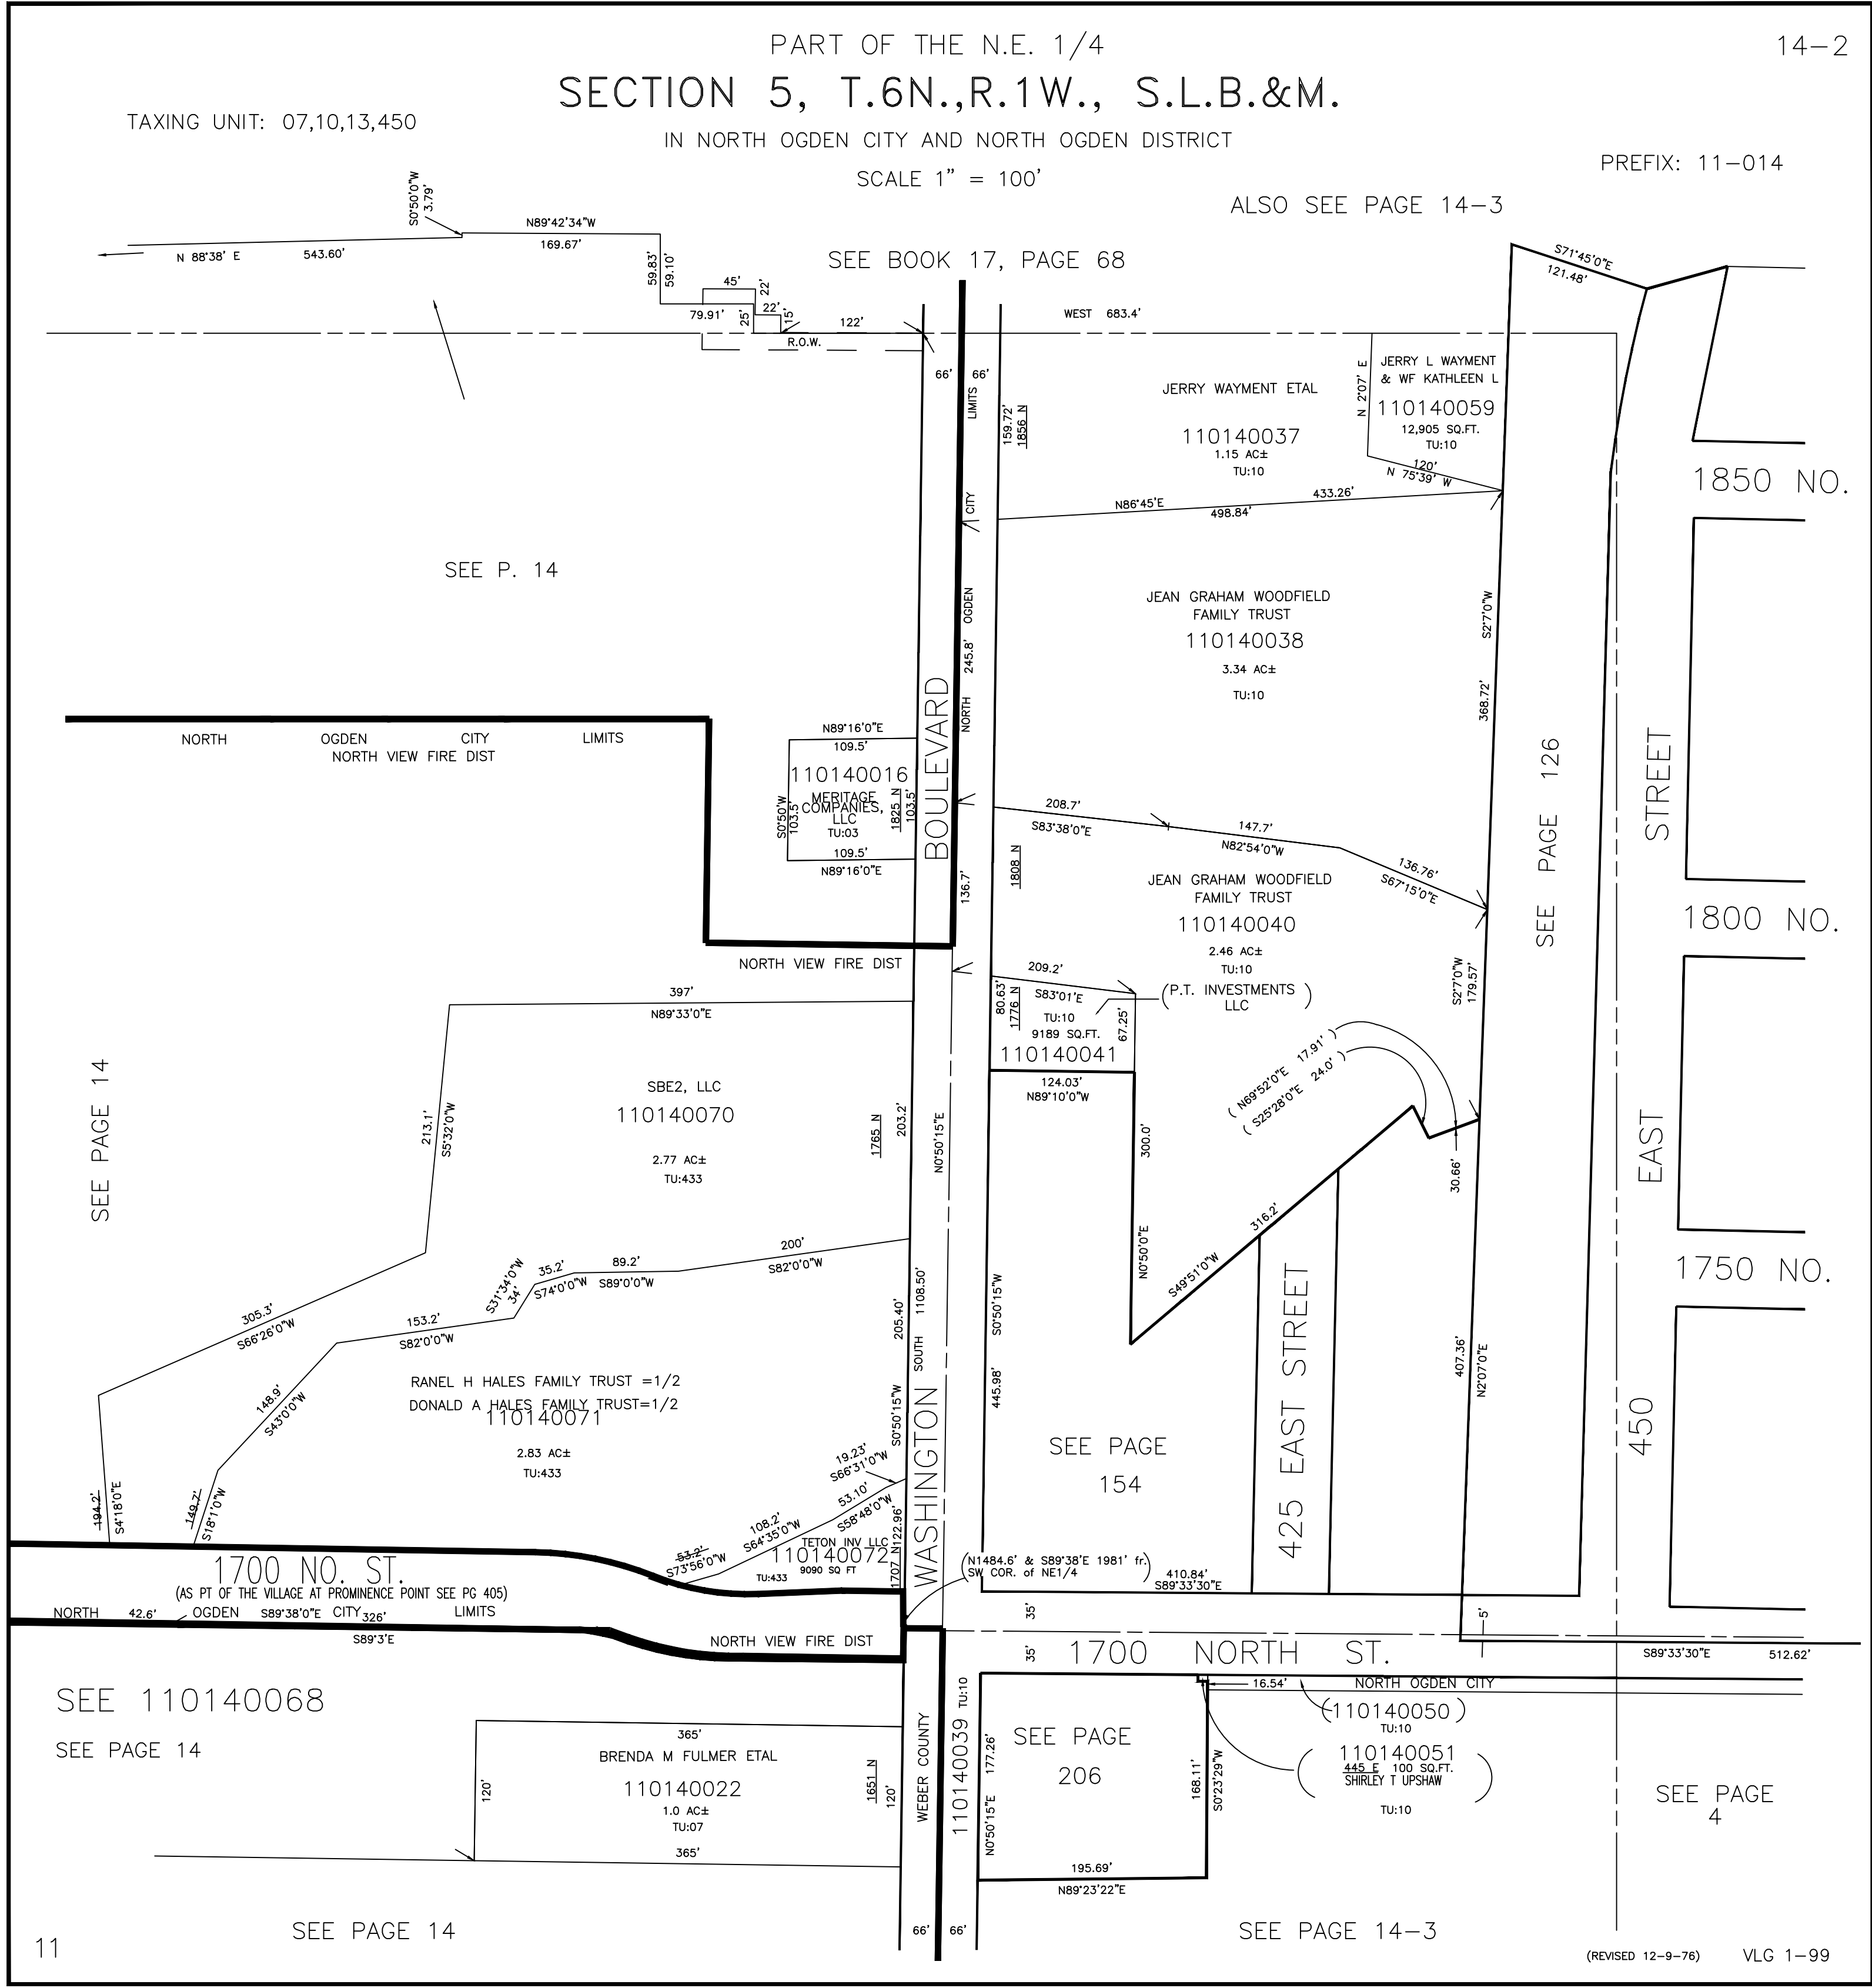 PART OF THE N.E. 1/4
14-2
SECTION 5, T.6N.,R.1W., S.L.B.&M.
TAXING UNIT: 07,10,13,450
IN NORTH OGDEN CITY AND NORTH OGDEN DISTRICT
PREFIX: 11-014
SCALE 1" = 100'
ALSO SEE PAGE 14-3
S0°50'0"W
3.79'
N89°42'34"W
169.67'
N 88°38' E 543.60'
SEE BOOK 17, PAGE 68
59.83'
59.10'
45'
22'
79.91'
25'
22'
15'
122'
R.O.W.
WEST 683.4'
S71°45'0"E
121.48'
66' 66'
LIMITS
CITY
OGDEN
NORTH
159.72'
1856 N
JERRY WAYMENT ETAL
110140037
1.15 AC±
TU:10
N 2°07' E
JERRY L WAYMENT
& WF KATHLEEN L
110140059
12,905 SQ.FT.
TU:10
120'
N 75°39' W
433.26'
N86°45'E
498.84'
1850 NO.
SEE P. 14
JEAN GRAHAM WOODFIELD
FAMILY TRUST
110140038
3.34 AC±
TU:10
245.8'
S2°7'0"W
368.72'
NORTH OGDEN CITY LIMITS
NORTH VIEW FIRE DIST
N89°16'0"E
109.5'
110140016
MERITAGE
COMPANIES,
LLC
TU:03
S0°50'W
103.5'
1825 N
103.5'
109.5'
N89°16'0"E
BOULEVARD
136.7'
208.7'
S83°38'0"E
147.7'
N82°54'0"W
136.76'
S67°15'0"E
1808 N
JEAN GRAHAM WOODFIELD
FAMILY TRUST
110140040
2.46 AC±
TU:10
SEE PAGE 126
STREET
1800 NO.
NORTH VIEW FIRE DIST
209.2'
S83°01'E
80.63'
1776 N
TU:10
9189 SQ.FT.
110140041
67.25'
(P.T. INVESTMENTS )
LLC
S2°7'0"W
179.57'
397'
N89°33'0"E
124.03'
N89°10'0"W
( N69°52'0"E 17.91' )
( S25°28'0"E 24.0' )
SEE PAGE 14
SBE2, LLC
110140070
2.77 AC±
TU:433
213.1'
S5°32'0"W
1765 N
203.2'
N0°50'15"E
300.0'
N0°50'0"E
30.66'
EAST
316.2'
S49°51'0"W
200'
S82°0'0"W
89.2'
S89°0'0"W
35.2'
S74°0'0"W
S31°34'0"W
34'
1750 NO.
305.3'
S66°26'0"W
153.2'
S82°0'0"W
205.40'
SOUTH 1108.50'
S0°50'15"W
445.98'
S0°50'15"W
425 EAST STREET
407.36'
N2°07'0"E
148.9'
S43°0'0"W
RANEL H HALES FAMILY TRUST =1/2
DONALD A HALES FAMILY TRUST=1/2
110140071
2.83 AC±
TU:433
WASHINGTON
SEE PAGE
154
450
194.2'
S4°18'0"E
149.7'
S18°1'0"W
19.23'
S66°31'0"W
53.10'
S58°48'0"W
108.2'
S64°35'0"W
53.2'
S73°56'0"W
TETON INV LLC
110140072
TU:433 9090 SQ FT
1707 N
122.96'
(N1484.6' & S89°38'E 1981' fr.)
SW COR. of NE1/4
410.84'
S89°33'30"E
1700 NO. ST.
(AS PT OF THE VILLAGE AT PROMINENCE POINT SEE PG 405)
NORTH 42.6' OGDEN S89°38'0"E CITY 326' LIMITS
S89°3'E
NORTH VIEW FIRE DIST
35'
35'
5'
1700 NORTH ST.
S89°33'30"E 512.62'
SEE 110140068
SEE PAGE 14
16.54'
NORTH OGDEN CITY
(110140050 )
TU:10
110140051
445 E 100 SQ.FT.
SHIRLEY T UPSHAW
TU:10
365'
BRENDA M FULMER ETAL
110140022
1.0 AC±
TU:07
365'
120'
1651 N
120'
WEBER COUNTY
110140039 TU:10
N0°50'15"E 177.26'
SEE PAGE
206
168.11'
S0°23'29"W
195.69'
N89°23'22"E
SEE PAGE
4
SEE PAGE 14
66' 66'
SEE PAGE 14-3
11
(REVISED 12-9-76)
VLG 1-99